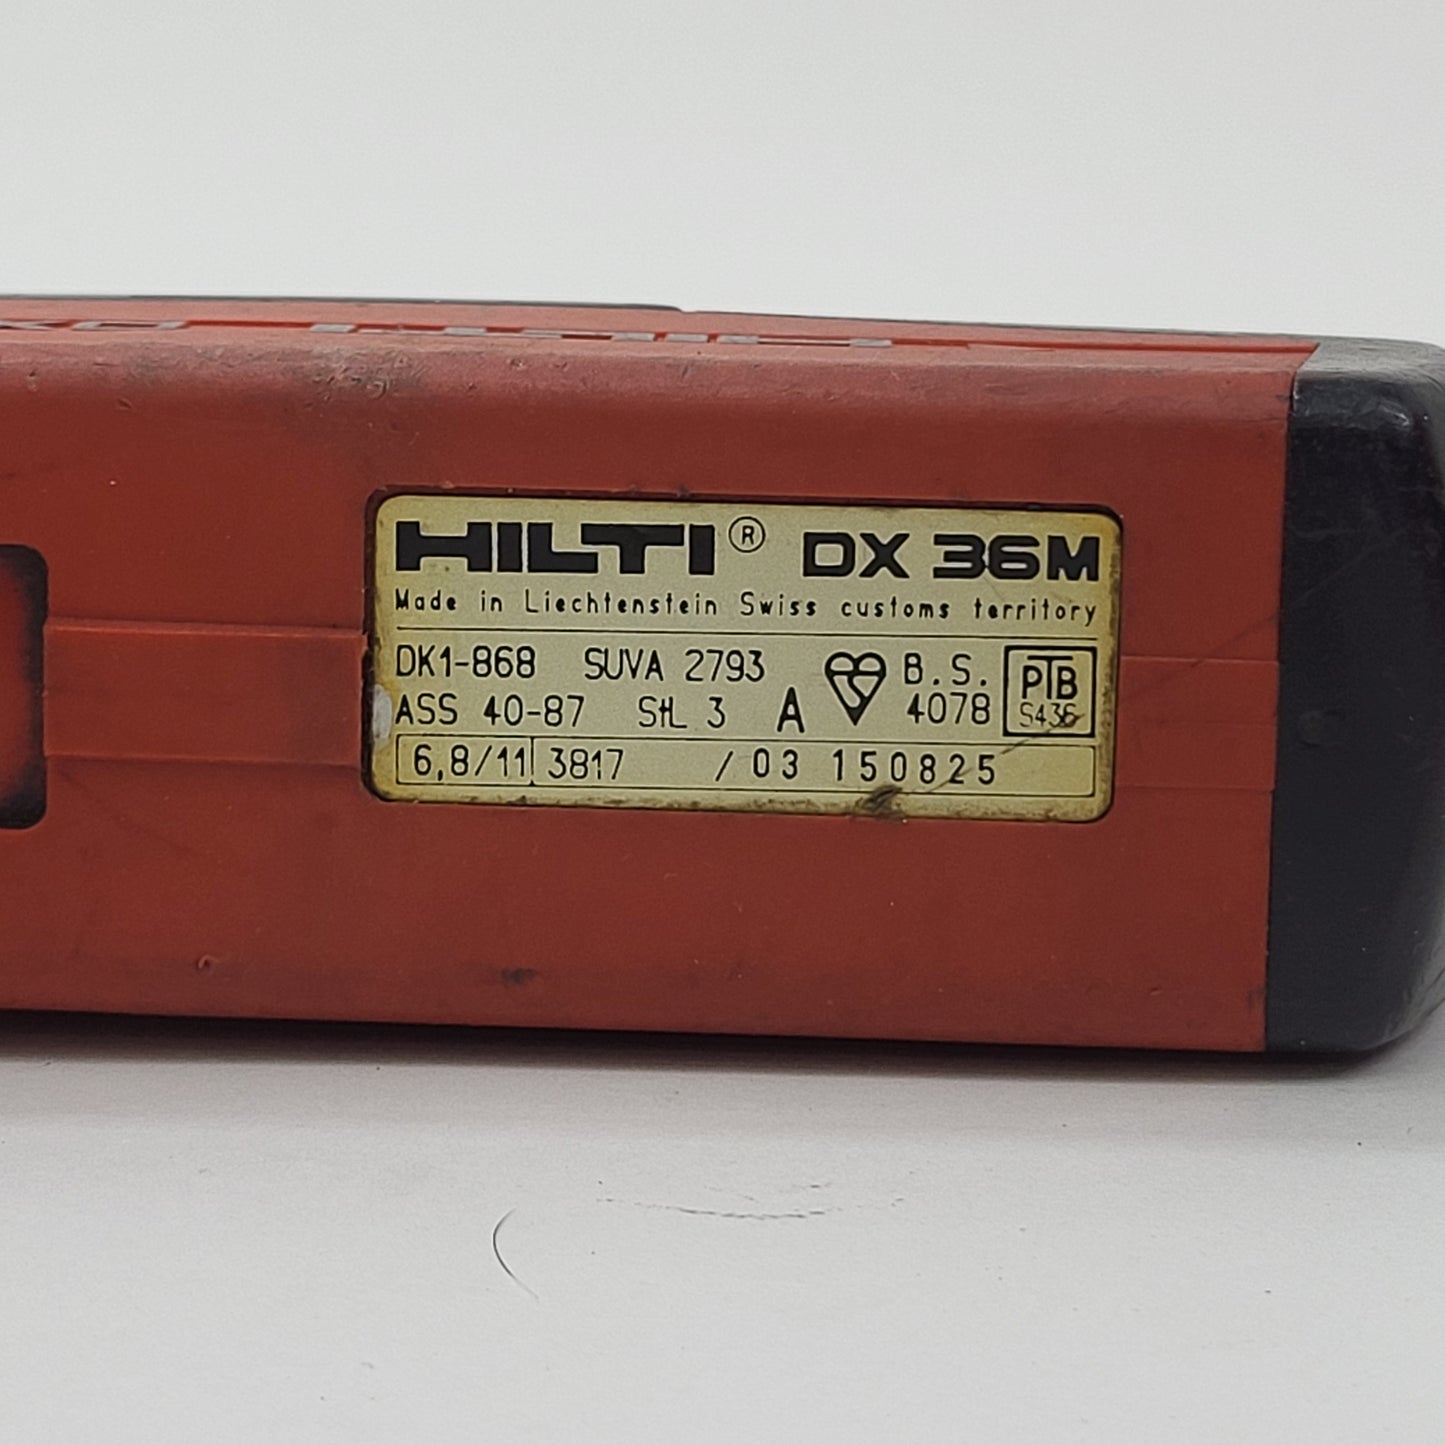 HILTI® DX 36M
Made in Liechtenstein Swiss customs territory
DK1-868 SUVA 2793 B.S. PTB
ASS 40-87 StL 3 A 4078 S436
6,8/11 3817 /03 150825